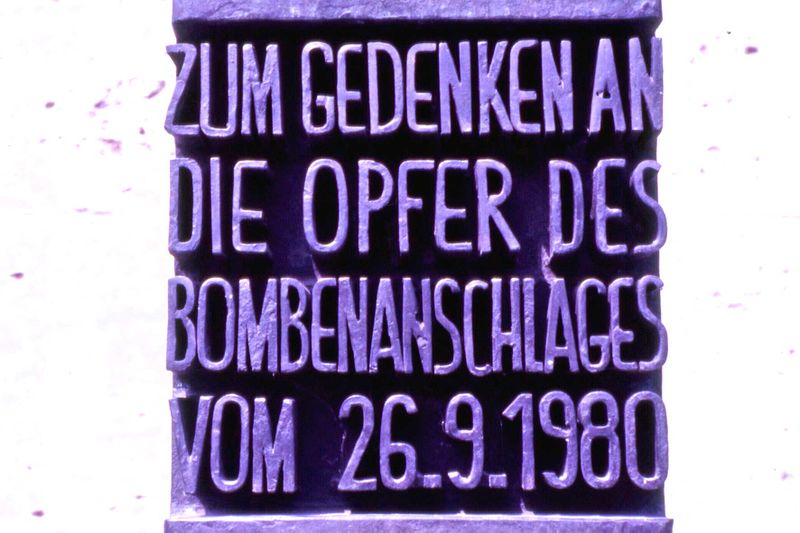 ZUM GEDENKEN AN
DIE OPFER DES
BOMBENANSCHLAGES
VOM 26.9.1980